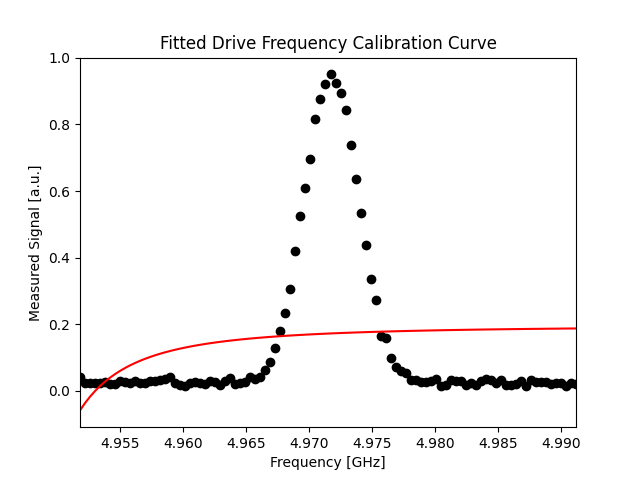 Fitted Drive Frequency Calibration Curve
1.0
0.8
0.6
0.4
0.2
0.0
Measured Signal [a.u.]
4.955 4.960 4.965 4.970 4.975 4.980 4.985 4.990
Frequency [GHz]